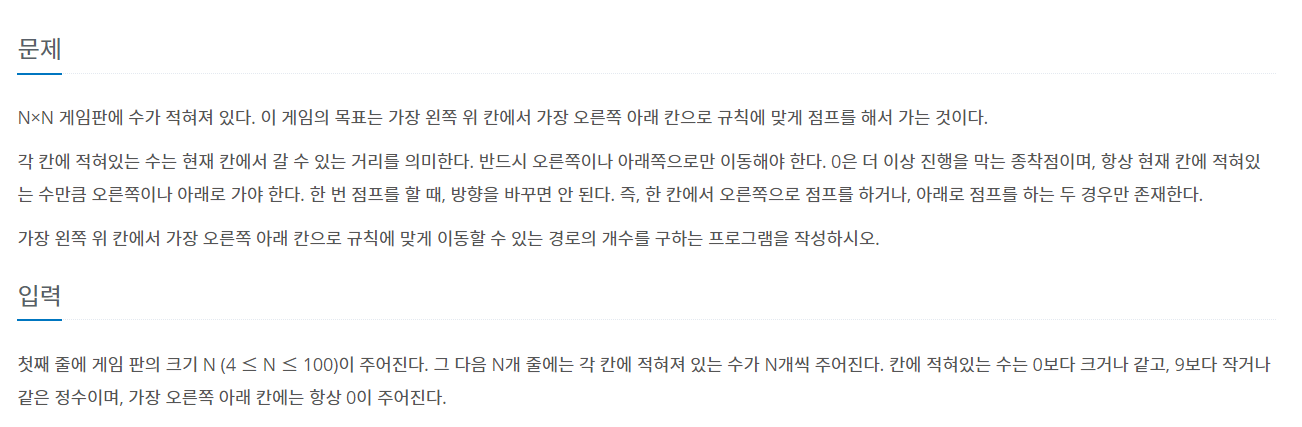 문제
N×N 게임판에 수가 적혀져 있다. 이 게임의 목표는 가장 왼쪽 위 칸에서 가장 오른쪽 아래 칸으로 규칙에 맞게 점프를 해서 가는 것이다.
각 칸에 적혀있는 수는 현재 칸에서 갈 수 있는 거리를 의미한다. 반드시 오른쪽이나 아래쪽으로만 이동해야 한다. 0은 더 이상 진행을 막는 종착점이며, 항상 현재 칸에 적혀있
는 수만큼 오른쪽이나 아래로 가야 한다. 한 번 점프를 할 때, 방향을 바꾸면 안 된다. 즉, 한 칸에서 오른쪽으로 점프를 하거나, 아래로 점프를 하는 두 경우만 존재한다.
가장 왼쪽 위 칸에서 가장 오른쪽 아래 칸으로 규칙에 맞게 이동할 수 있는 경로의 개수를 구하는 프로그램을 작성하시오.
입력
첫째 줄에 게임 판의 크기 N (4 ≤ N ≤ 100)이 주어진다. 그 다음 N개 줄에는 각 칸에 적혀져 있는 수가 N개씩 주어진다. 칸에 적혀있는 수는 0보다 크거나 같고, 9보다 작거나
같은 정수이며, 가장 오른쪽 아래 칸에는 항상 0이 주어진다.